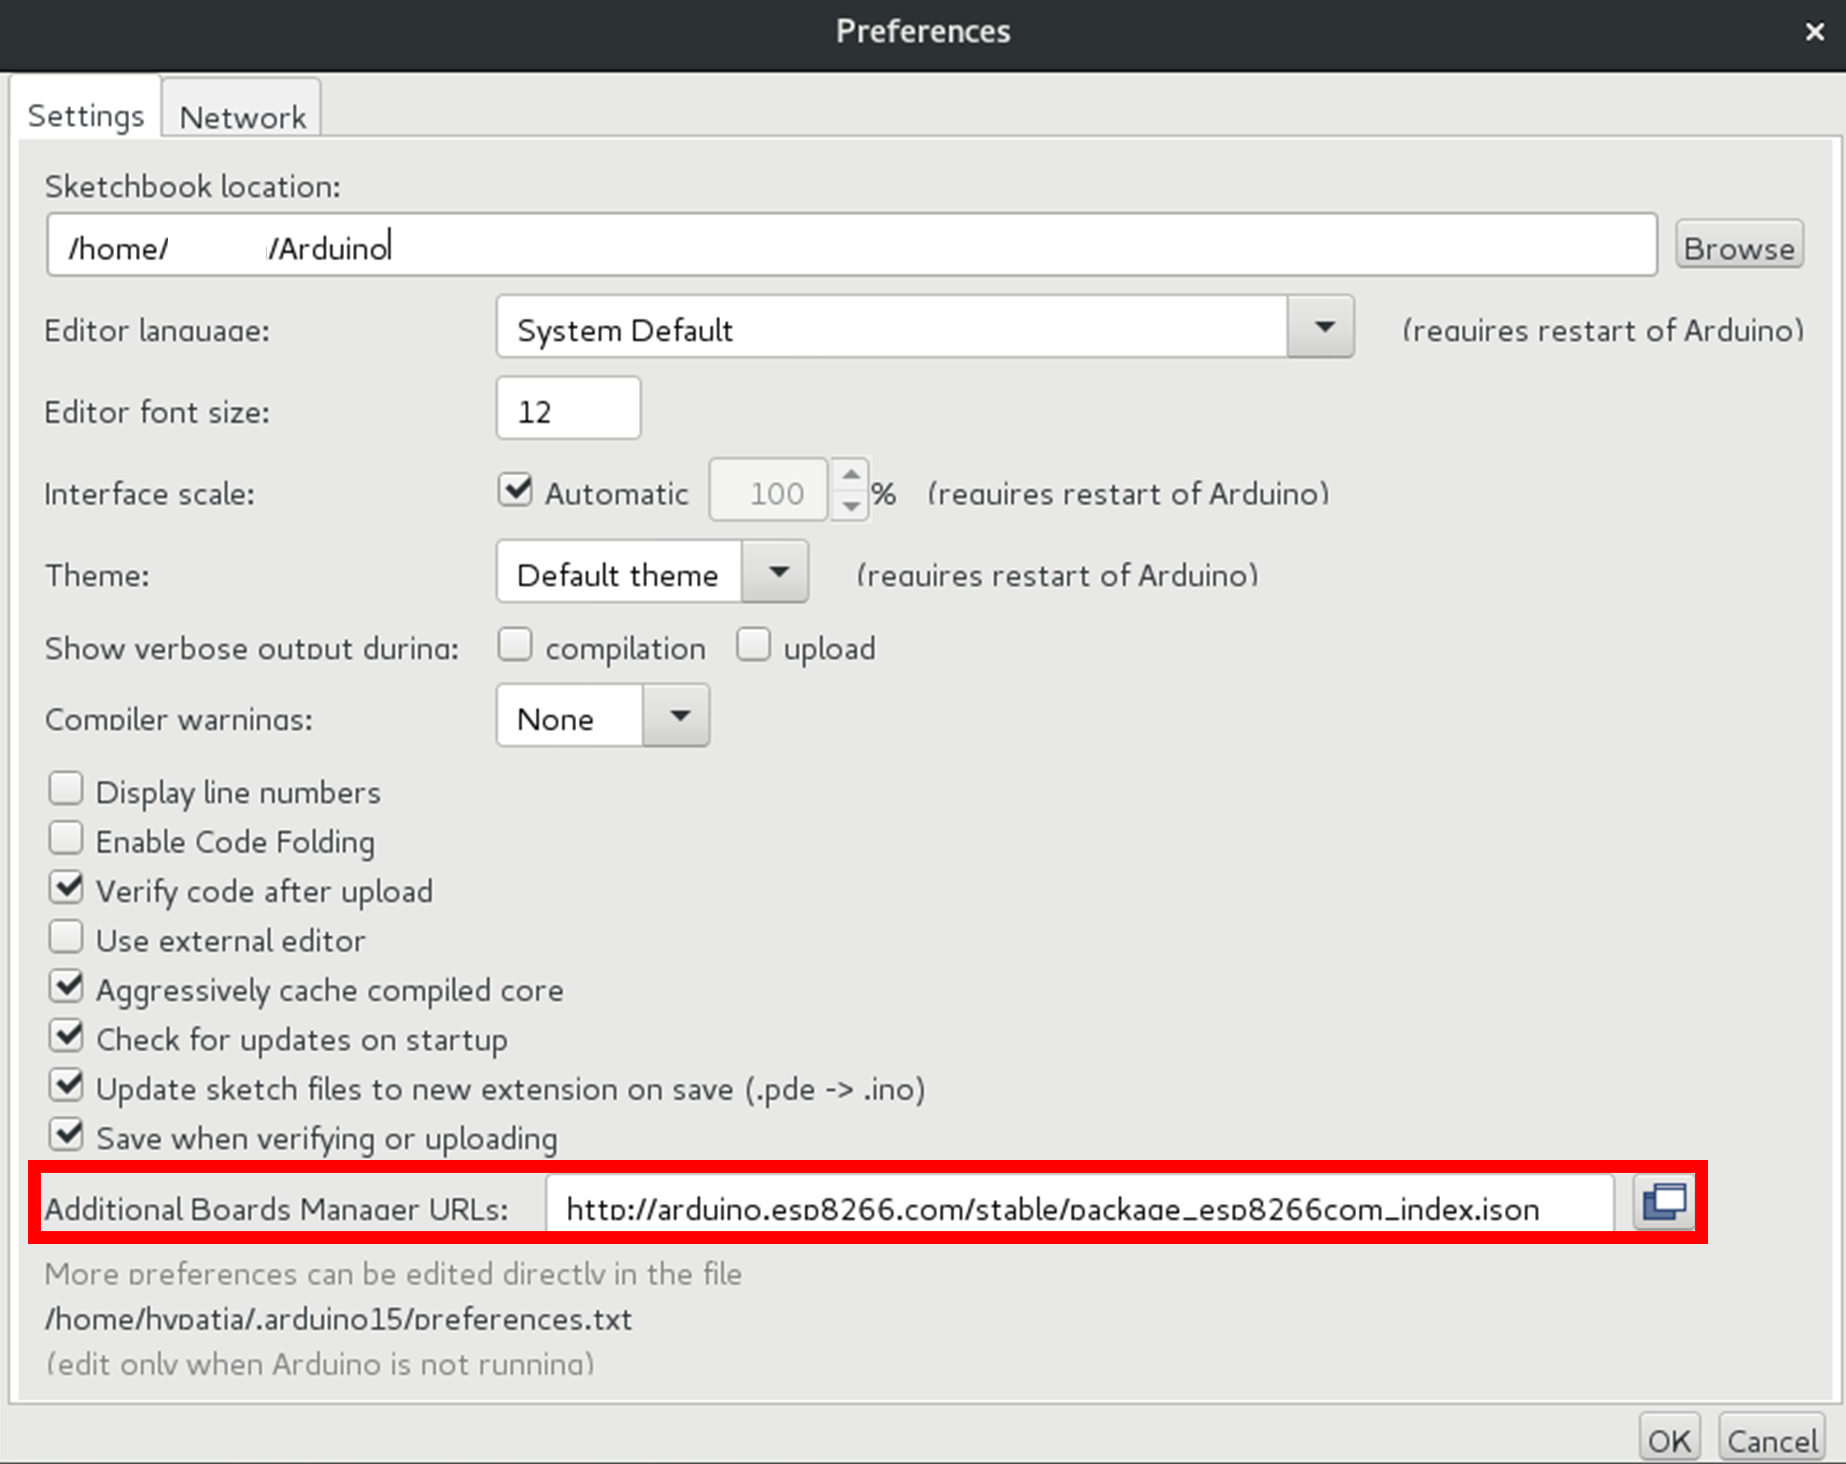 Preferences
Settings Network
Sketchbook location:
/home/ /Arduino Browse
Editor language: System Default (requires restart of Arduino)
Editor font size: 12
Interface scale: Automatic 100 % (requires restart of Arduino)
Theme: Default theme (requires restart of Arduino)
Show verbose output during: compilation upload
Compiler warnings: None
Display line numbers
Enable Code Folding
Verify code after upload
Use external editor
Aggressively cache compiled core
Check for updates on startup
Update sketch files to new extension on save (.pde -> .ino)
Save when verifying or uploading
Additional Boards Manager URLs: http://arduino.esp8266.com/stable/package_esp8266com_index.json
More preferences can be edited directly in the file
/home/hypatia/.arduino15/preferences.txt
(edit only when Arduino is not running)
OK Cancel